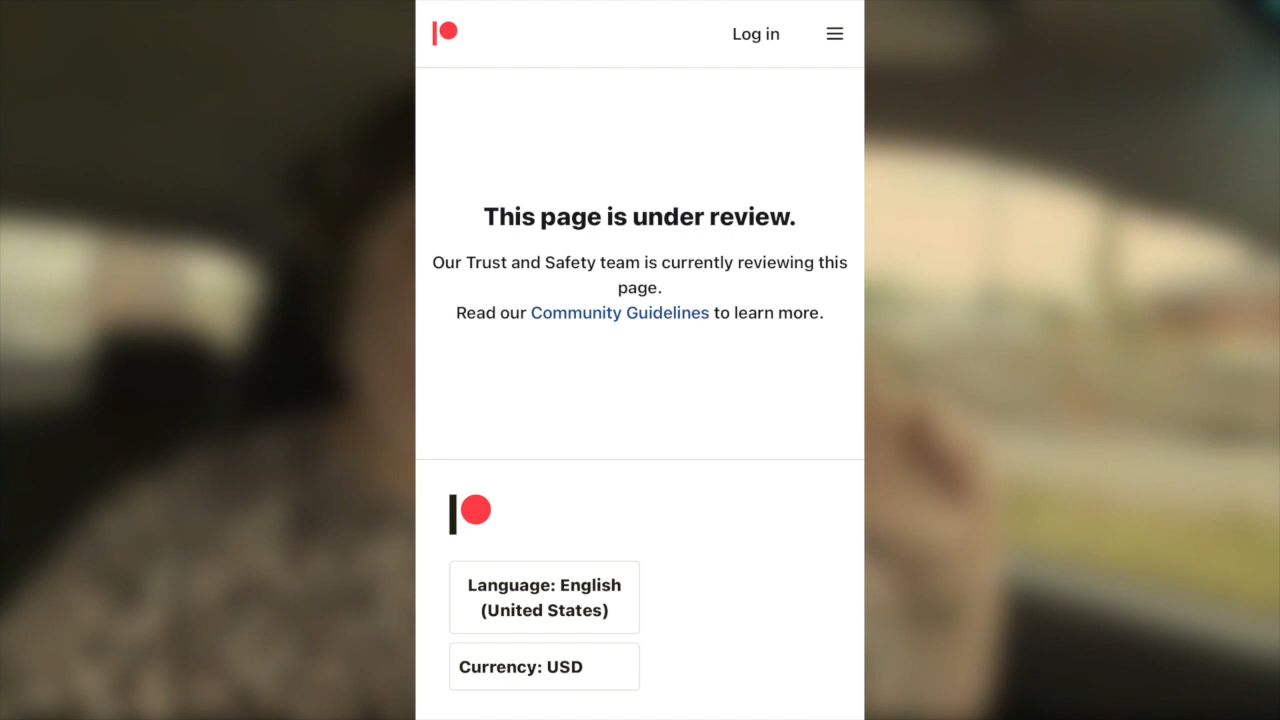 Log in
This page is under review.
Our Trust and Safety team is currently reviewing this
page.
Read our Community Guidelines to learn more.
Language: English
(United States)
Currency: USD